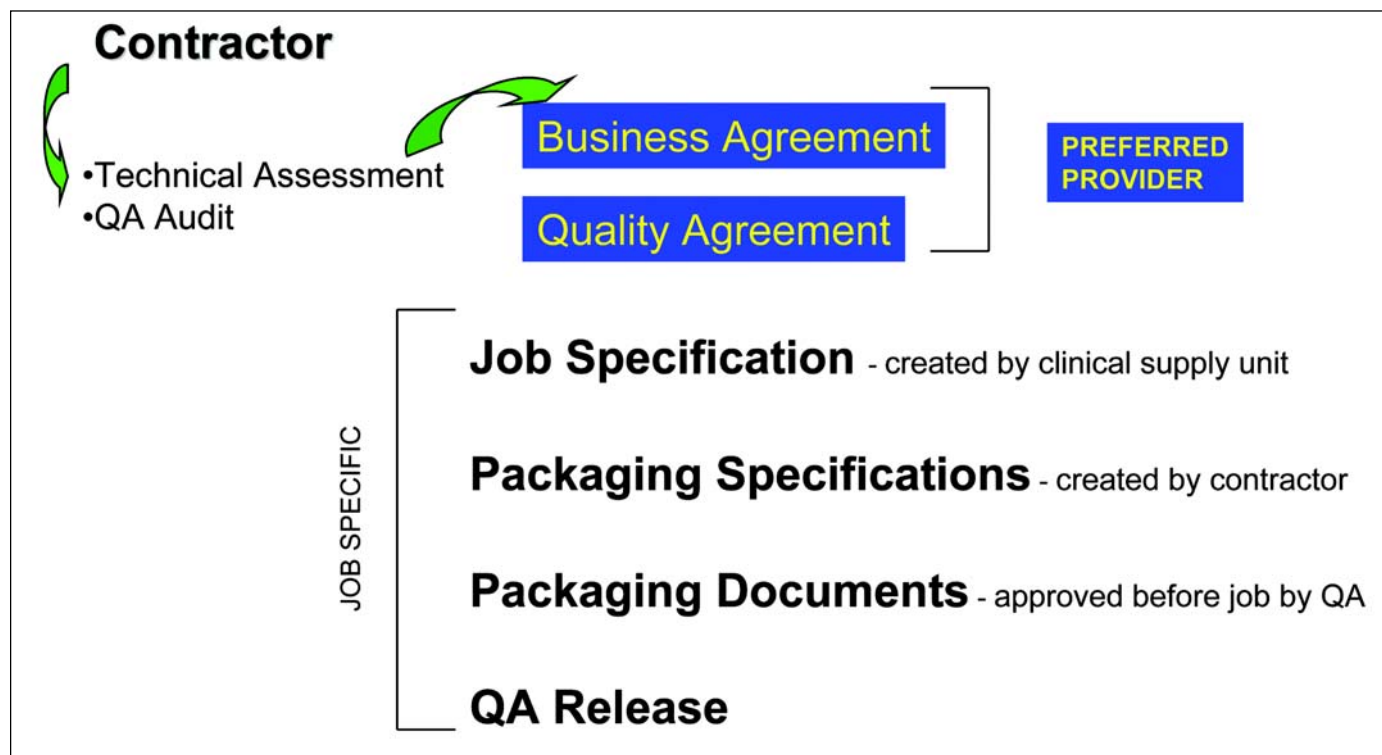 Contractor
•Technical Assessment
•QA Audit
Business Agreement
Quality Agreement
PREFERRED
PROVIDER
JOB SPECIFIC
Job Specification - created by clinical supply unit
Packaging Specifications - created by contractor
Packaging Documents - approved before job by QA
QA Release